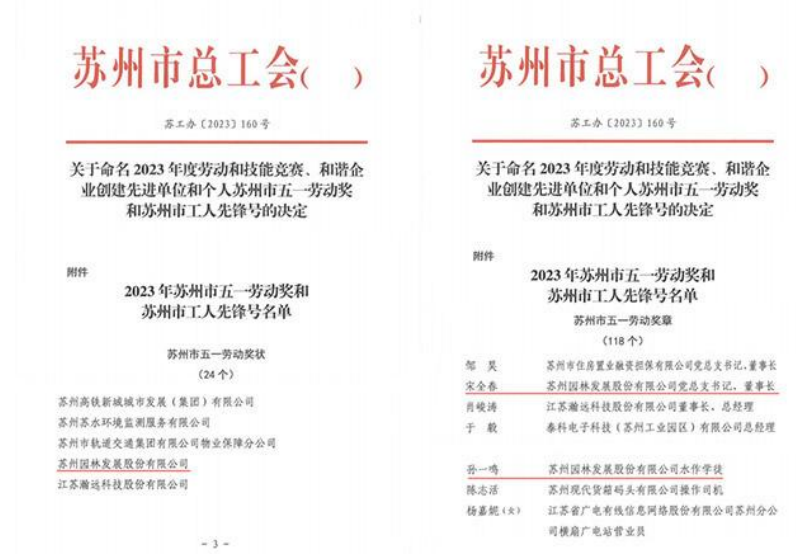 苏州市总工会( )
苏工办〔2023〕160号
关于命名2023年度劳动和技能竞赛、和谐企
业创建先进单位和个人苏州市五一劳动奖
和苏州市工人先锋号的决定
附件
2023年苏州市五一劳动奖和
苏州市工人先锋号名单
苏州市五一劳动奖状
(24个)
苏州高铁新城城市发展（集团）有限公司
苏州苏水环境监测服务有限公司
苏州市轨道交通集团有限公司物业保障分公司
苏州园林发展股份有限公司
江苏瀚远科技股份有限公司
- 3 -
苏州市总工会( )
苏工办〔2023〕160号
关于命名2023年度劳动和技能竞赛、和谐企
业创建先进单位和个人苏州市五一劳动奖
和苏州市工人先锋号的决定
附件
2023年苏州市五一劳动奖和
苏州市工人先锋号名单
苏州市五一劳动奖章
(118个)
邹 昊 苏州市住房置业融资担保有限公司党总支书记、董事长
宋全春 苏州园林发展股份有限公司党总支书记、董事长
肖峻涛 江苏瀚远科技股份有限公司董事长、总经理
于 毅 泰科电子科技（苏州工业园区）有限公司总经理
孙一鸣 苏州园林发展股份有限公司水作学徒
陈志活 苏州现代货箱码头有限公司操作司机
杨嘉妮（女） 江苏省广电有线信息网络股份有限公司苏州分公
司横扇广电站营业员